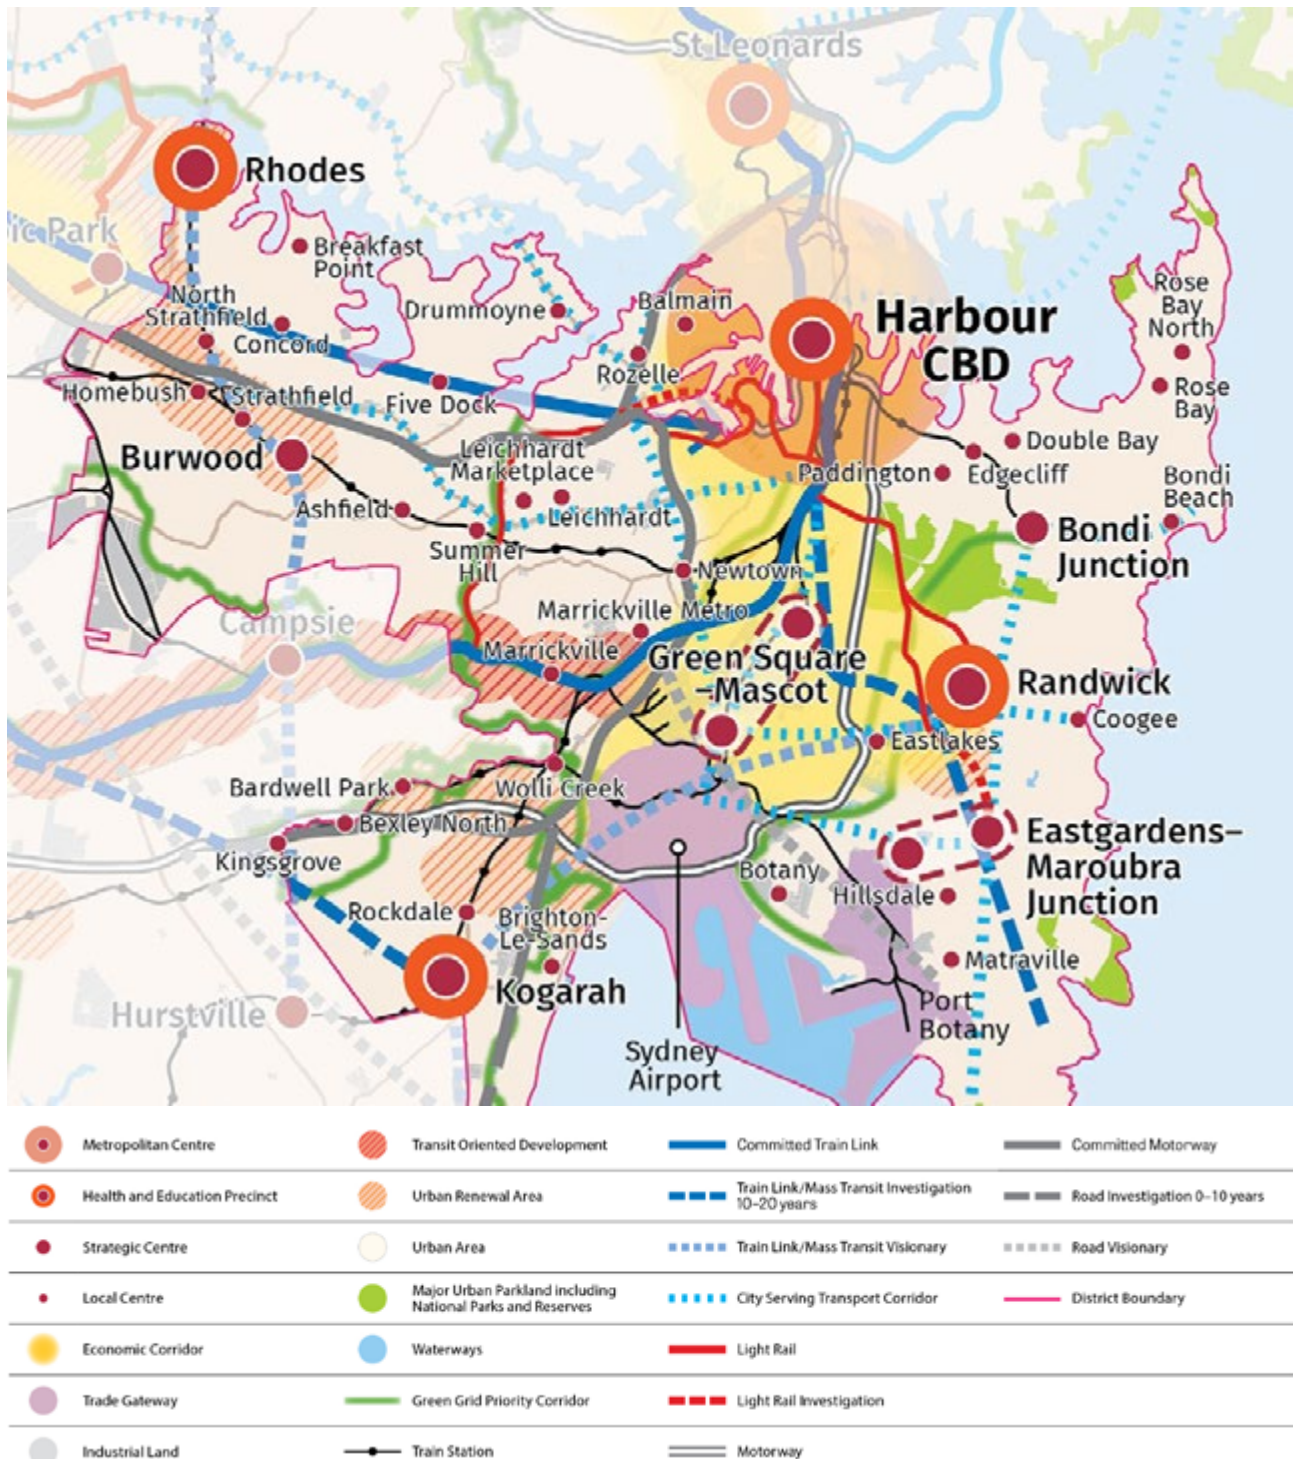 St Leonards
Rhodes
ic Park
Breakfast
Point
North
Strathfield
Concord
Drummoyne
Balmain
Harbour
CBD
Rose
Bay
North
Rozelle
Homebush
Strathfield
Five Dock
Rose
Bay
Burwood
Leichhardt
Marketplace
Paddington
Double Bay
Edgecliff
Bondi
Beach
Ashfield
Leichhardt
Bondi
Junction
Summer
Hill
Newtown
Campsie
Marrickville Metro
Marrickville
Green Square
–Mascot
Randwick
Coogee
Eastlakes
Bardwell Park
Wolli Creek
Bexley North
Kingsgrove
Eastgardens–
Maroubra
Junction
Botany
Hillsdale
Rockdale
Brighton-
Le-Sands
Matraville
Kogarah
Hurstville
Port
Botany
Sydney
Airport
Metropolitan Centre
Transit Oriented Development
Committed Train Link
Committed Motorway
Health and Education Precinct
Urban Renewal Area
Train Link/Mass Transit Investigation
10–20 years
Road Investigation 0–10 years
Strategic Centre
Urban Area
Train Link/Mass Transit Visionary
Road Visionary
Local Centre
Major Urban Parkland including
National Parks and Reserves
City Serving Transport Corridor
District Boundary
Economic Corridor
Waterways
Light Rail
Trade Gateway
Green Grid Priority Corridor
Light Rail Investigation
Industrial Land
Train Station
Motorway